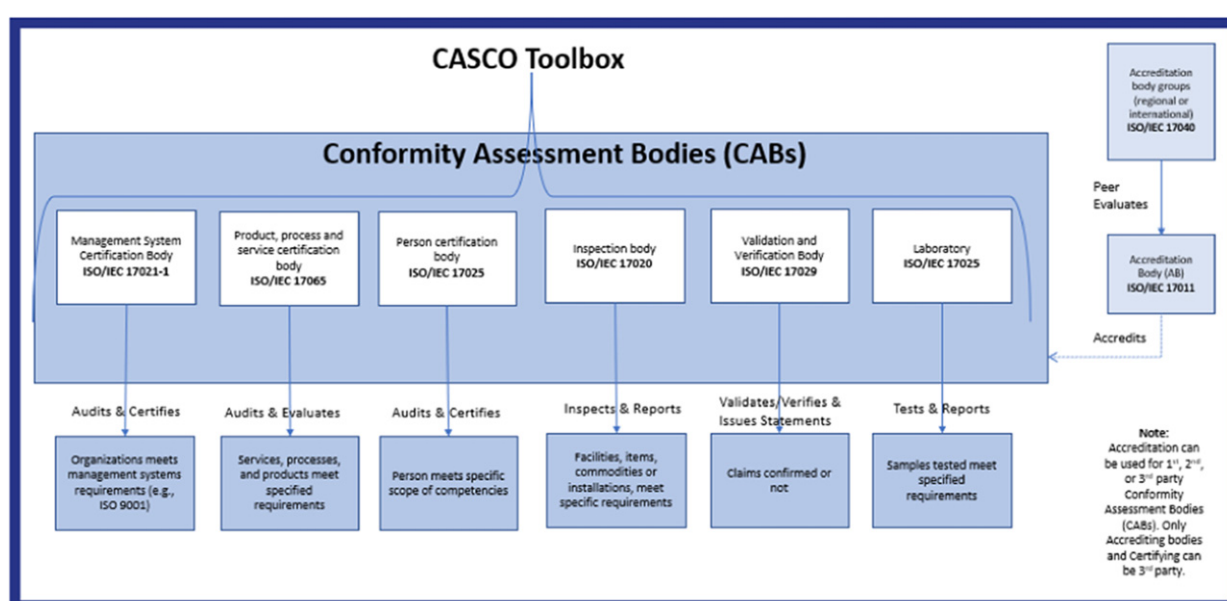 CASCO Toolbox
Conformity Assessment Bodies (CABs)
Management System
Certification Body
ISO/IEC 17021-1
Product, process and
service certification
body
ISO/IEC 17065
Person certification
body
ISO/IEC 17025
Inspection body
ISO/IEC 17020
Validation and
Verification Body
ISO/IEC 17029
Laboratory
ISO/IEC 17025
Audits & Certifies
Audits & Evaluates
Audits & Certifies
Inspects & Reports
Validates/Verifies &
Issues Statements
Tests & Reports
Organizations meets
management systems
requirements (e.g.,
ISO 9001)
Services, processes,
and products meet
specified
requirements
Person meets specific
scope of competencies
Facilities, items,
commodities or
installations, meet
specific requirements
Claims confirmed or
not
Samples tested meet
specified
requirements
Accreditation
body groups
(regional or
international)
ISO/IEC 17040
Peer
Evaluates
Accreditation
Body (AB)
ISO/IEC 17011
Accredits
Note:
Accreditation can
be used for 1st, 2nd,
or 3rd party
Conformity
Assessment Bodies
(CABs). Only
Accrediting bodies
and Certifying can
be 3rd party.